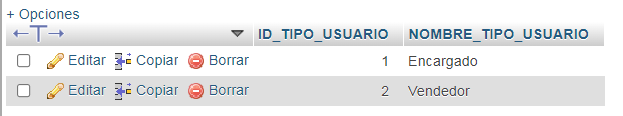 + Opciones
ID_TIPO_USUARIO NOMBRE_TIPO_USUARIO
Editar Copiar Borrar 1 Encargado
Editar Copiar Borrar 2 Vendedor